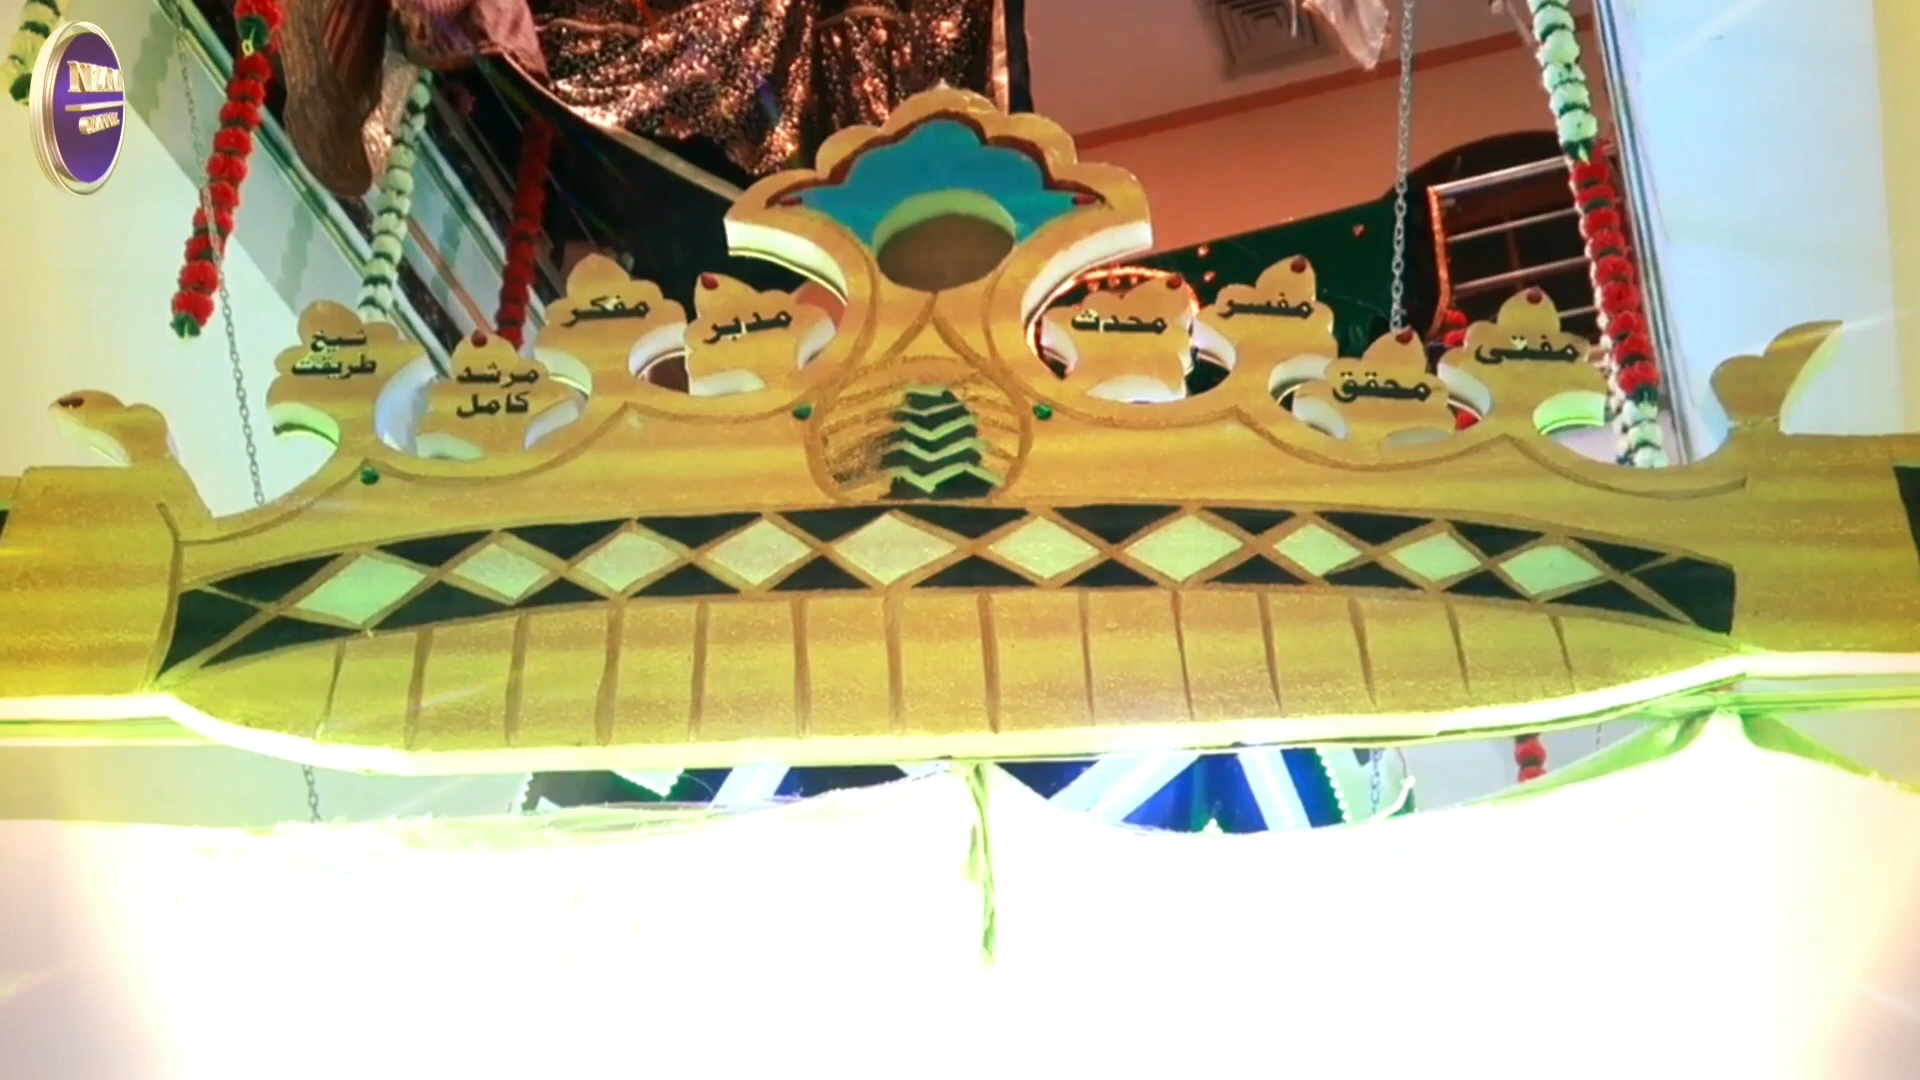 مفتی
محقق
مفسر
محدث
مدبر
مفکر
مرشد
کامل
شیخ
طریقت